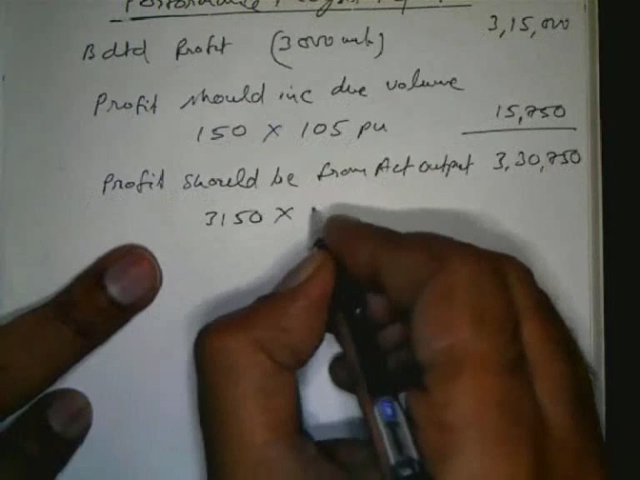 3,15,000
Bdtd Profit (3000 units)
Profit should inc due volume
150 × 105 pu 15,750
Profit should be from Act output 3,30,750
3150 ×